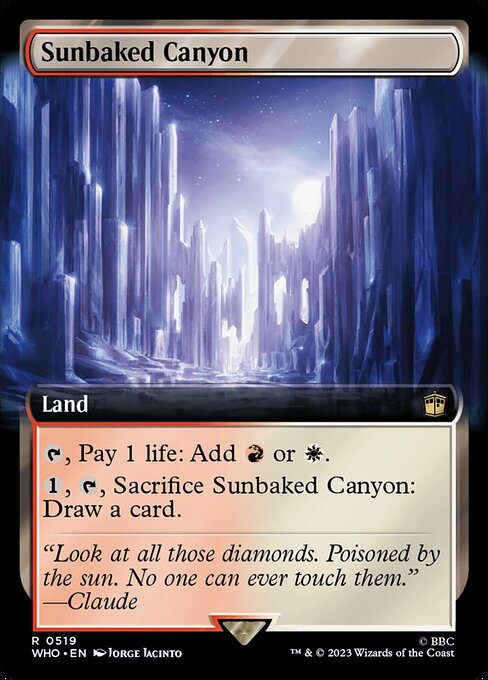 Sunbaked Canyon
Land
, Pay 1 life: Add or .
1, , Sacrifice Sunbaked Canyon:
Draw a card.
“Look at all those diamonds. Poisoned by
the sun. No one can ever touch them.”
—Claude
R 0519
WHO • EN Jorge Jacinto
© BBC
™ & © 2023 Wizards of the Coast